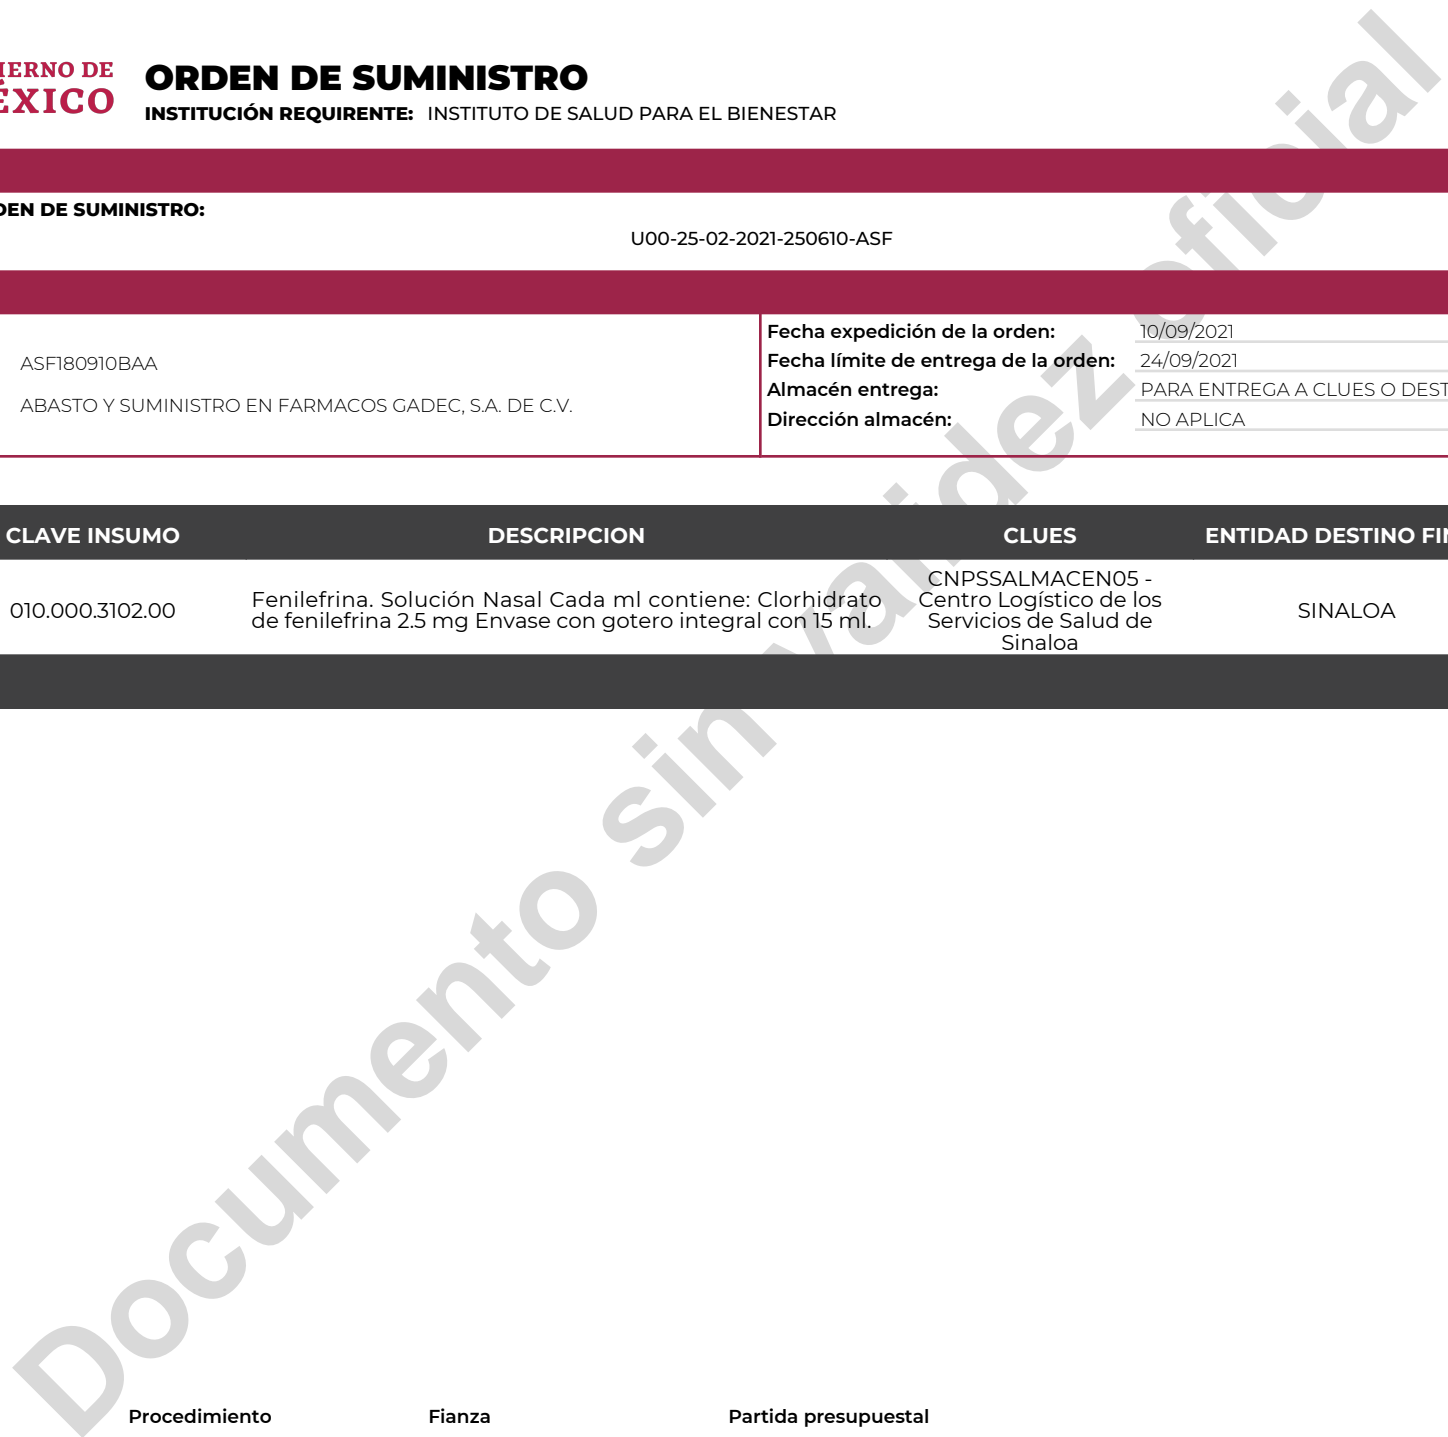 IERNO DE
ÉXICO
ORDEN DE SUMINISTRO
INSTITUCIÓN REQUIRENTE: INSTITUTO DE SALUD PARA EL BIENESTAR
DEN DE SUMINISTRO:
U00-25-02-2021-250610-ASF
ASF180910BAA
ABASTO Y SUMINISTRO EN FARMACOS GADEC, S.A. DE C.V.
Fecha expedición de la orden: 10/09/2021
Fecha límite de entrega de la orden: 24/09/2021
Almacén entrega: PARA ENTREGA A CLUES O DEST
Dirección almacén: NO APLICA
CLAVE INSUMO DESCRIPCION CLUES ENTIDAD DESTINO FIN
010.000.3102.00
Fenilefrina. Solución Nasal Cada ml contiene: Clorhidrato
de fenilefrina 2.5 mg Envase con gotero integral con 15 ml.
CNPSSALMACEN05 -
Centro Logístico de los
Servicios de Salud de
Sinaloa
SINALOA
Documento sin validez oficial
Procedimiento Fianza Partida presupuestal